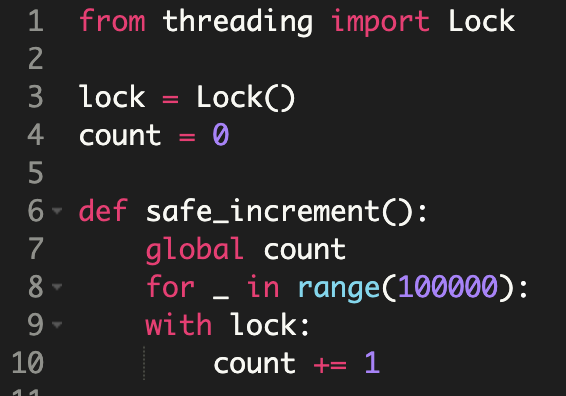 1 from threading import Lock
2
3 lock = Lock()
4 count = 0
5
6 def safe_increment():
7     global count
8     for _ in range(100000):
9     with lock:
10         count += 1
11